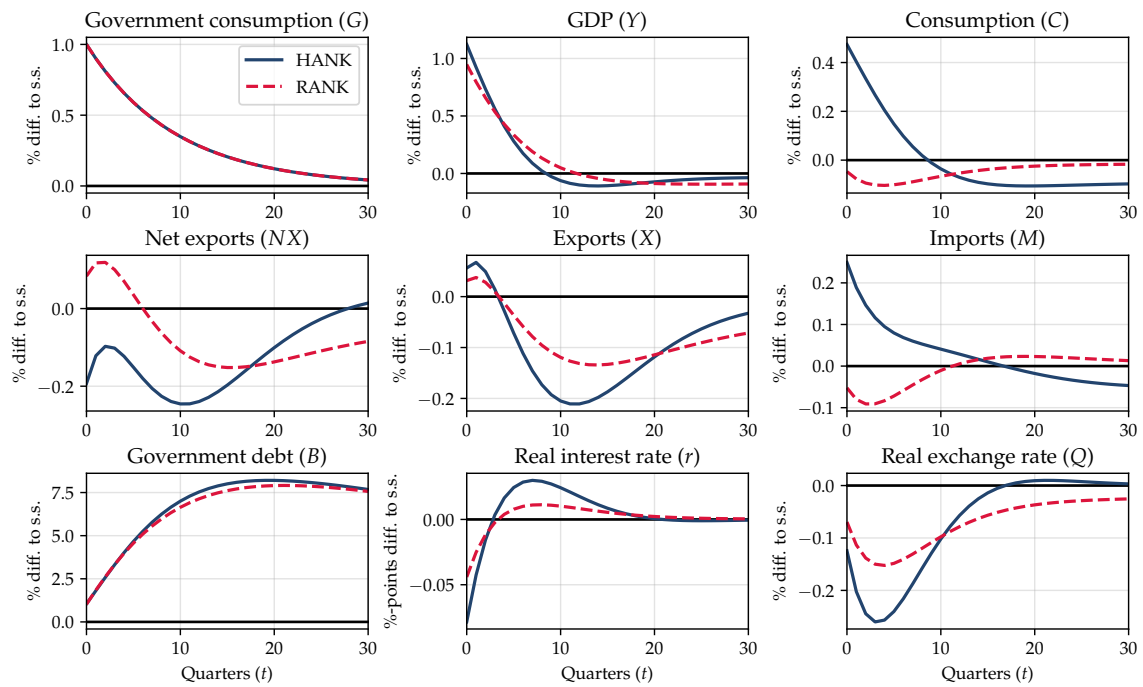 Government consumption (G)
% diff. to s.s.
1.0
0.5
0.0
HANK
RANK
0
10
20
30
GDP (Y)
% diff. to s.s.
1.0
0.5
0.0
0
10
20
30
Consumption (C)
% diff. to s.s.
0.4
0.2
0.0
0
10
20
30
Net exports (NX)
% diff. to s.s.
0.0
−0.2
0
10
20
30
Exports (X)
% diff. to s.s.
0.0
−0.1
−0.2
0
10
20
30
Imports (M)
% diff. to s.s.
0.2
0.1
0.0
−0.1
0
10
20
30
Government debt (B)
% diff. to s.s.
7.5
5.0
2.5
0.0
0
10
20
30
Quarters (t)
Real interest rate (r)
%-points diff. to s.s.
0.00
−0.05
0
10
20
30
Quarters (t)
Real exchange rate (Q)
% diff. to s.s.
0.0
−0.1
−0.2
0
10
20
30
Quarters (t)